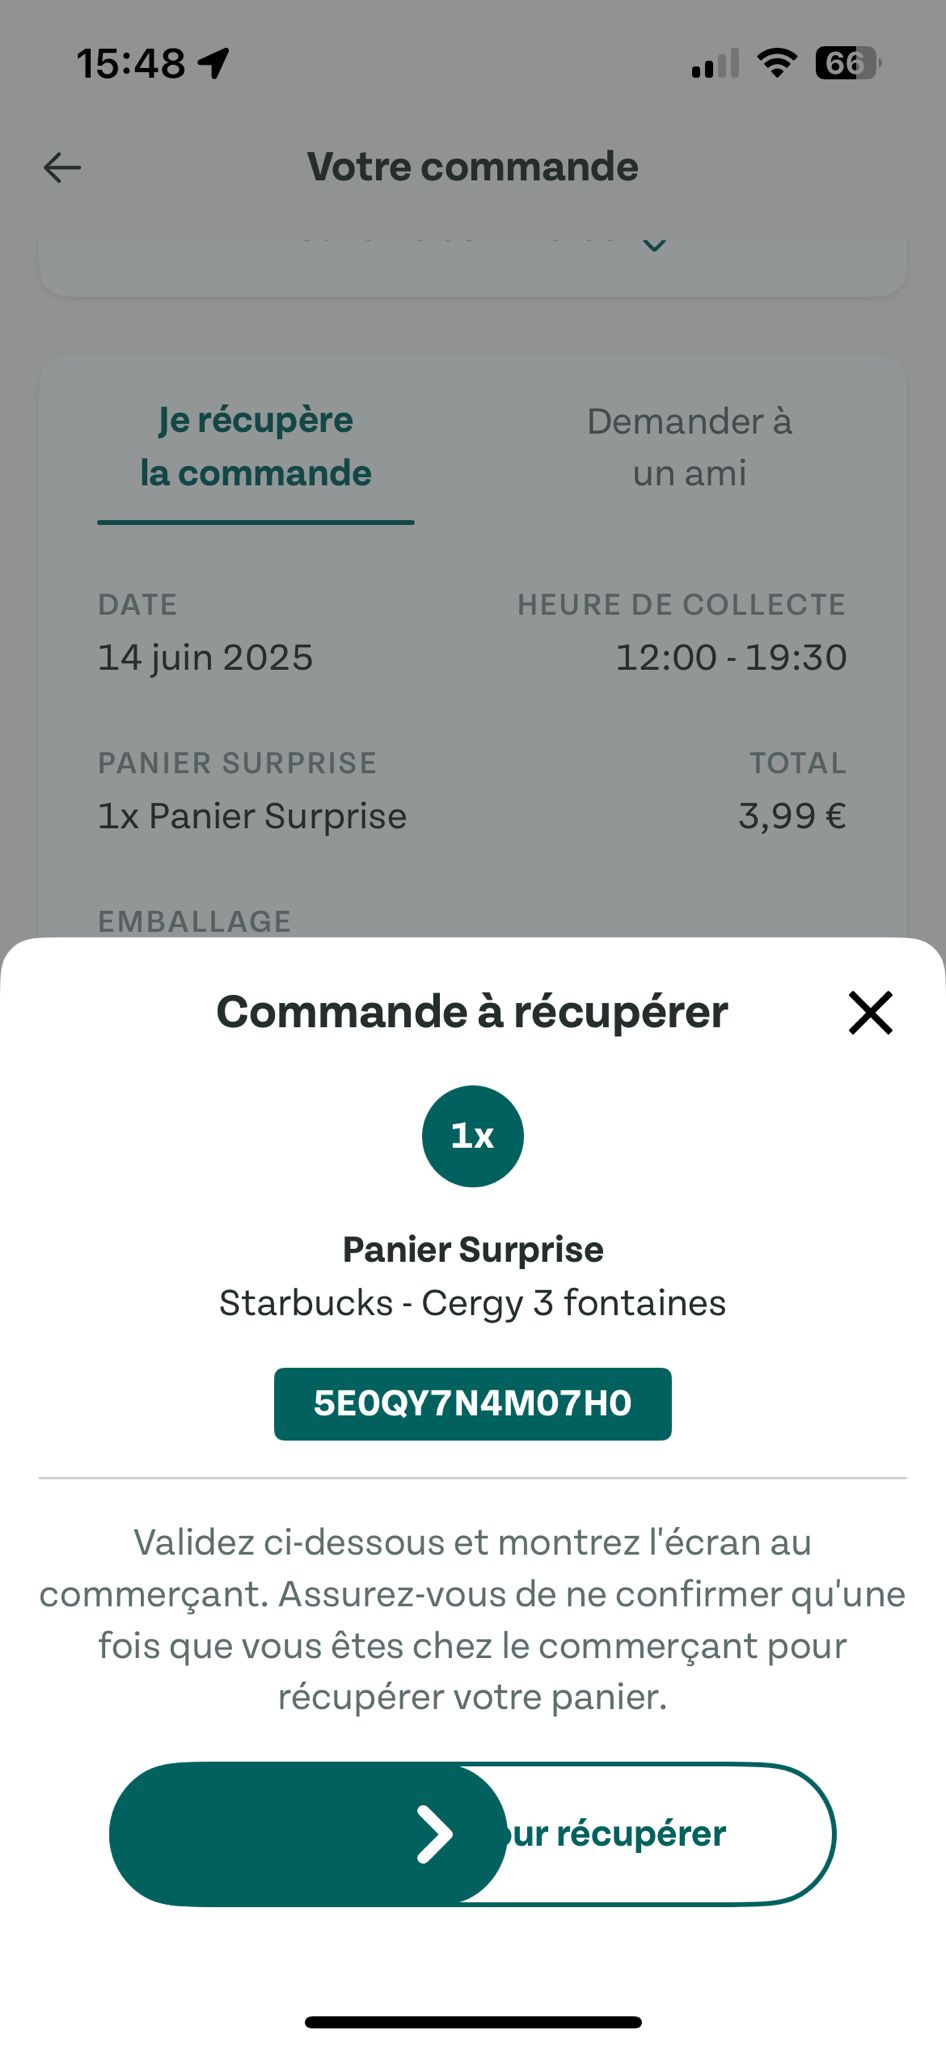 15:48
66
Votre commande
Je récupère
la commande
Demander à
un ami
DATE
HEURE DE COLLECTE
14 juin 2025
12:00 - 19:30
PANIER SURPRISE
TOTAL
1x Panier Surprise
3,99 €
EMBALLAGE
Commande à récupérer
1x
Panier Surprise
Starbucks - Cergy 3 fontaines
5E0QY7N4M07H0
Validez ci-dessous et montrez l'écran au
commerçant. Assurez-vous de ne confirmer qu'une
fois que vous êtes chez le commerçant pour
récupérer votre panier.
récupérer